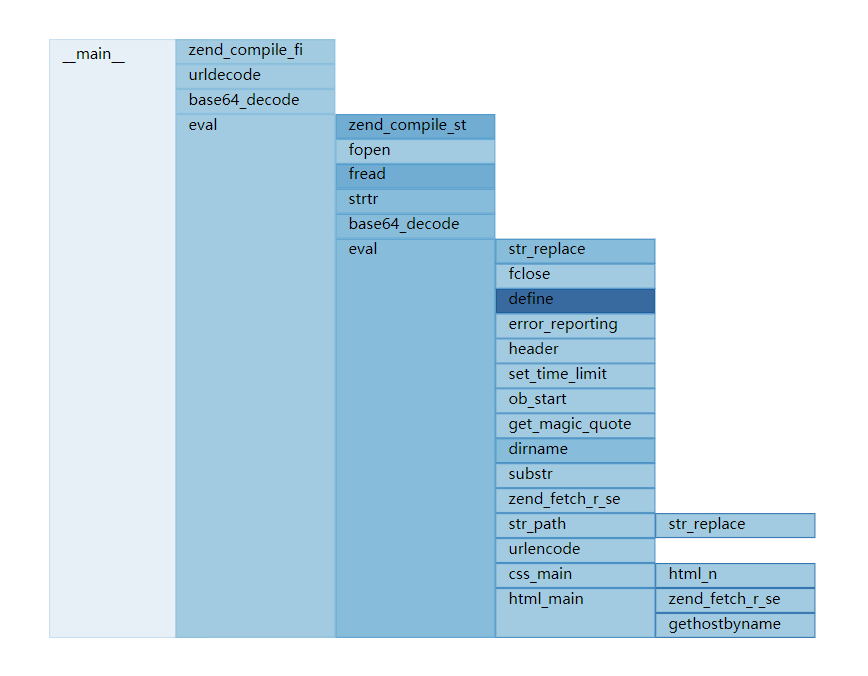 __main__
zend_compile_fi
urldecode
base64_decode
eval
zend_compile_st
fopen
fread
strtr
base64_decode
eval
str_replace
fclose
define
error_reporting
header
set_time_limit
ob_start
get_magic_quote
dirname
substr
zend_fetch_r_se
str_path
str_replace
urlencode
css_main
html_n
html_main
zend_fetch_r_se
gethostbyname